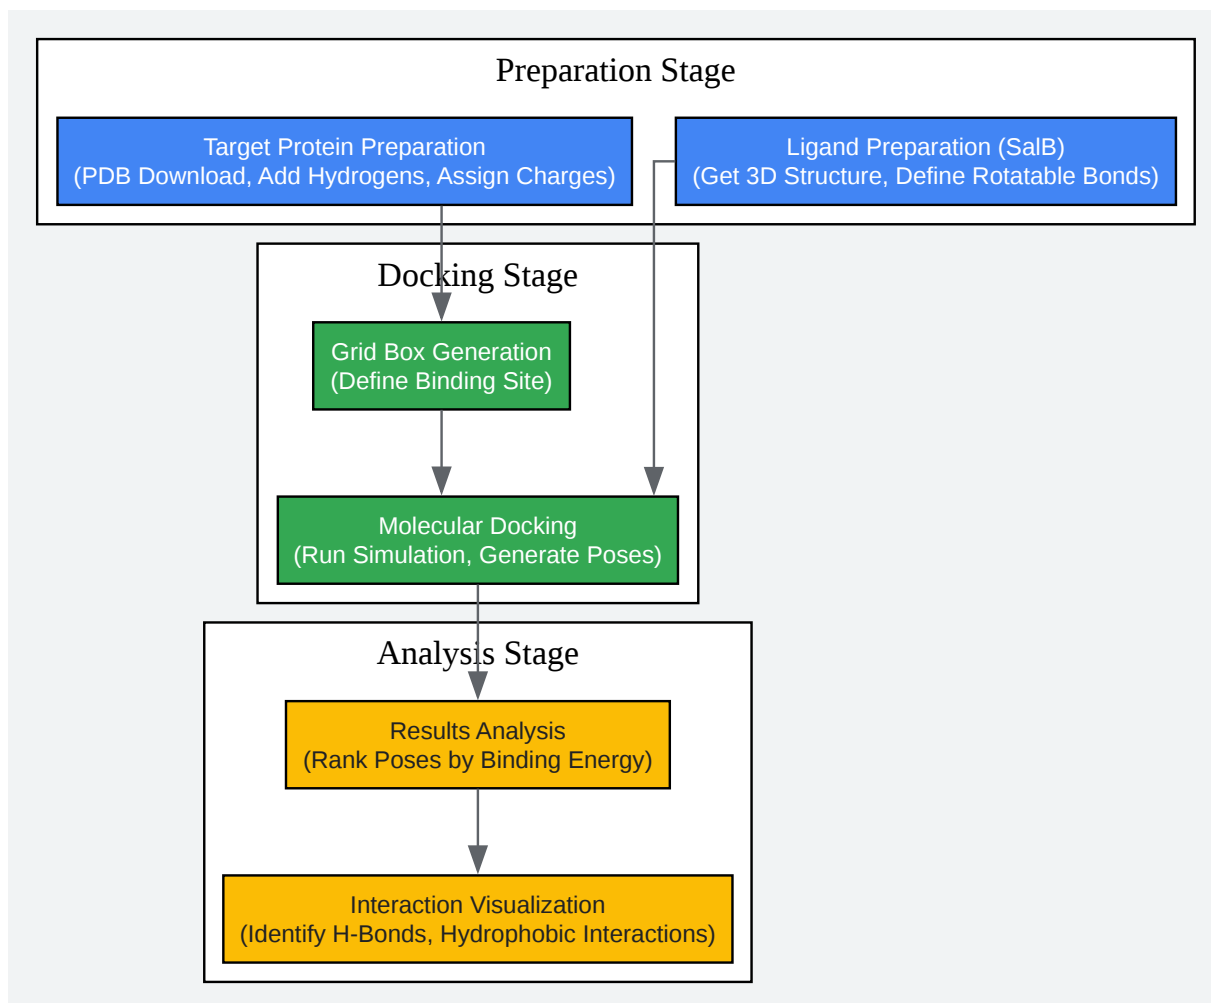 Preparation Stage
Target Protein Preparation
(PDB Download, Add Hydrogens, Assign Charges)
Ligand Preparation (SalB)
(Get 3D Structure, Define Rotatable Bonds)
Docking Stage
Grid Box Generation
(Define Binding Site)
Molecular Docking
(Run Simulation, Generate Poses)
Analysis Stage
Results Analysis
(Rank Poses by Binding Energy)
Interaction Visualization
(Identify H-Bonds, Hydrophobic Interactions)